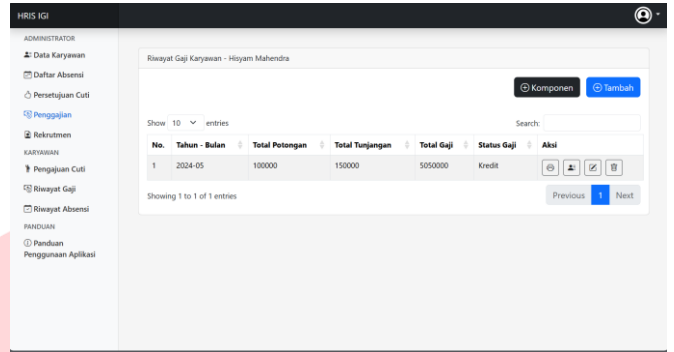 HRIS IGI
ADMINISTRATOR
Data Karyawan
Daftar Absensi
Persetujuan Cuti
Penggajian
Rekrutmen
KARYAWAN
Pengajuan Cuti
Riwayat Gaji
Riwayat Absensi
PANDUAN
Panduan
Penggunaan Aplikasi
Riwayat Gaji Karyawan - Hisyam Mahendra
Komponen Tambah
Show 10 entries Search:
No. Tahun - Bulan Total Potongan Total Tunjangan Total Gaji Status Gaji Aksi
1 2024-05 100000 150000 5050000 Kredit
Showing 1 to 1 of 1 entries Previous 1 Next